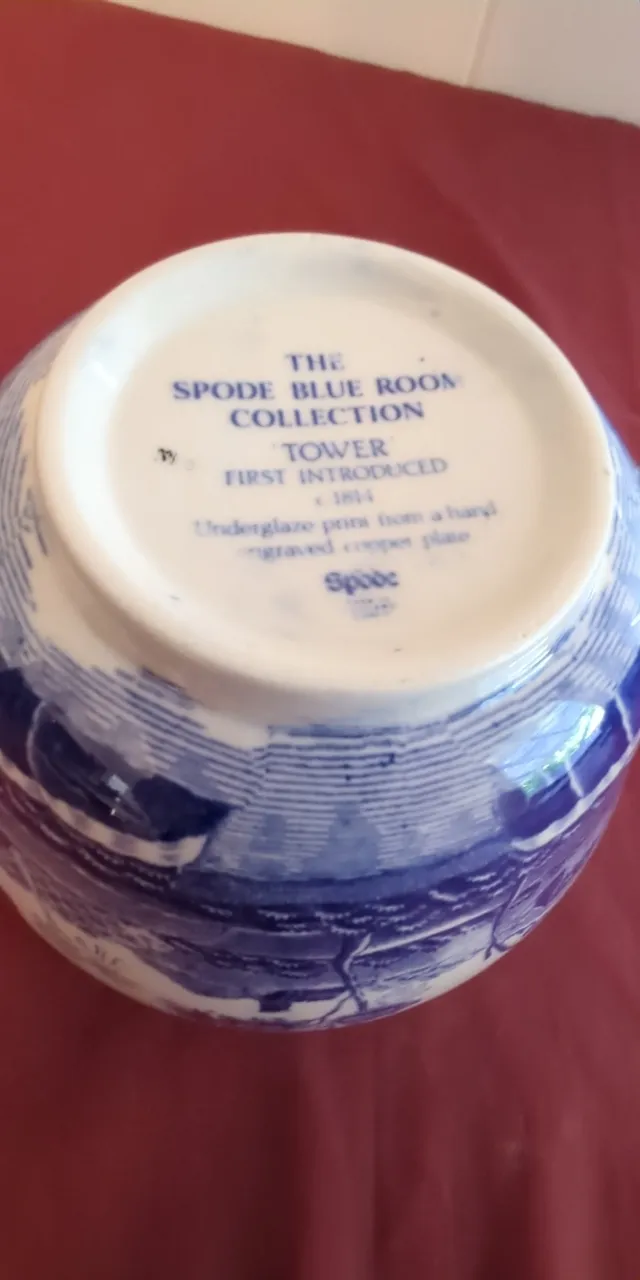 THE
SPODE BLUE ROOM
COLLECTION
'TOWER'
FIRST INTRODUCED
c.1814
Underglaze print from a hand
engraved copper plate
Spode